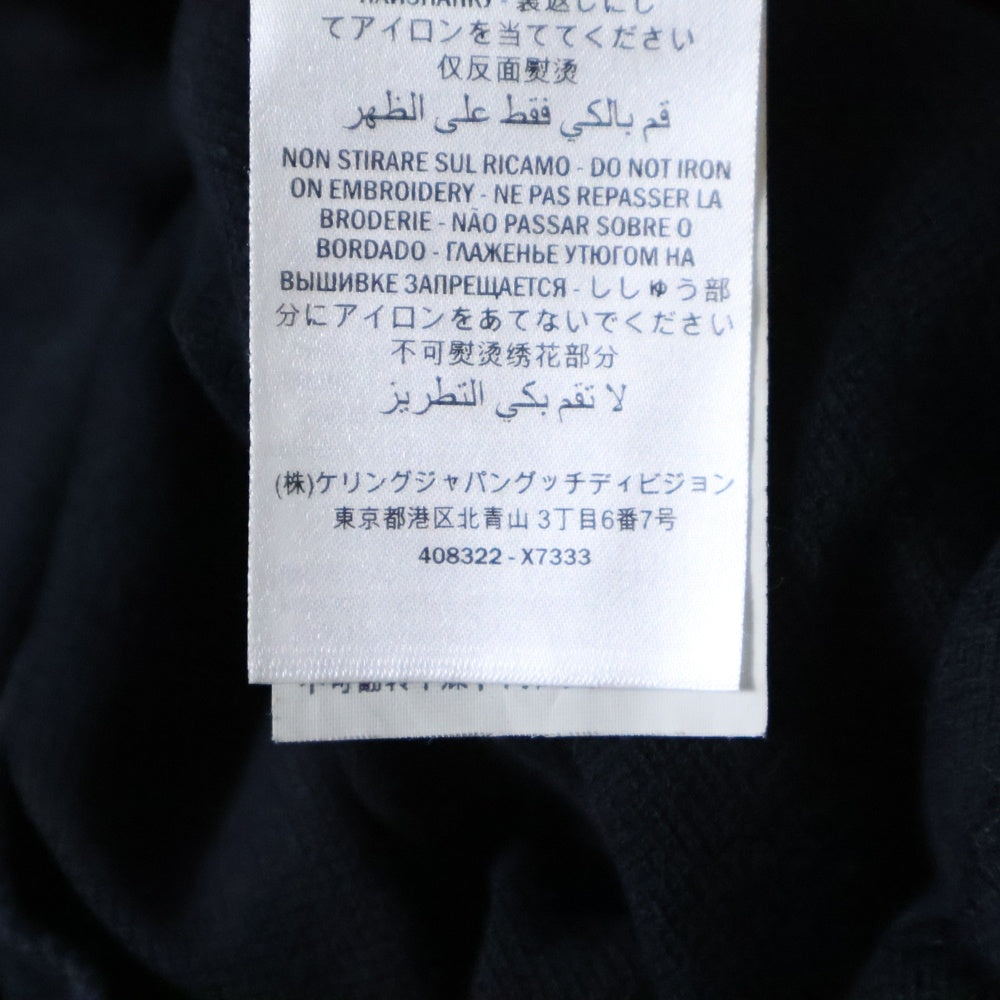 てアイロンを当ててください
仅反面熨烫
قم بالكي فقط على الظهر
NON STIRARE SUL RICAMO - DO NOT IRON
ON EMBROIDERY - NE PAS REPASSER LA
BRODERIE - NÃO PASSAR SOBRE O
BORDADO - ГЛАЖЕНЬЕ УТЮГОМ НА
ВЫШИВКЕ ЗАПРЕЩАЕТСЯ - ししゅう部
分にアイロンをあてないでください
不可熨烫绣花部分
لا تقم بكي التطريز
(株)ケリングジャパングッチディビジョン
東京都港区北青山 3丁目6番7号
408322 - X7333